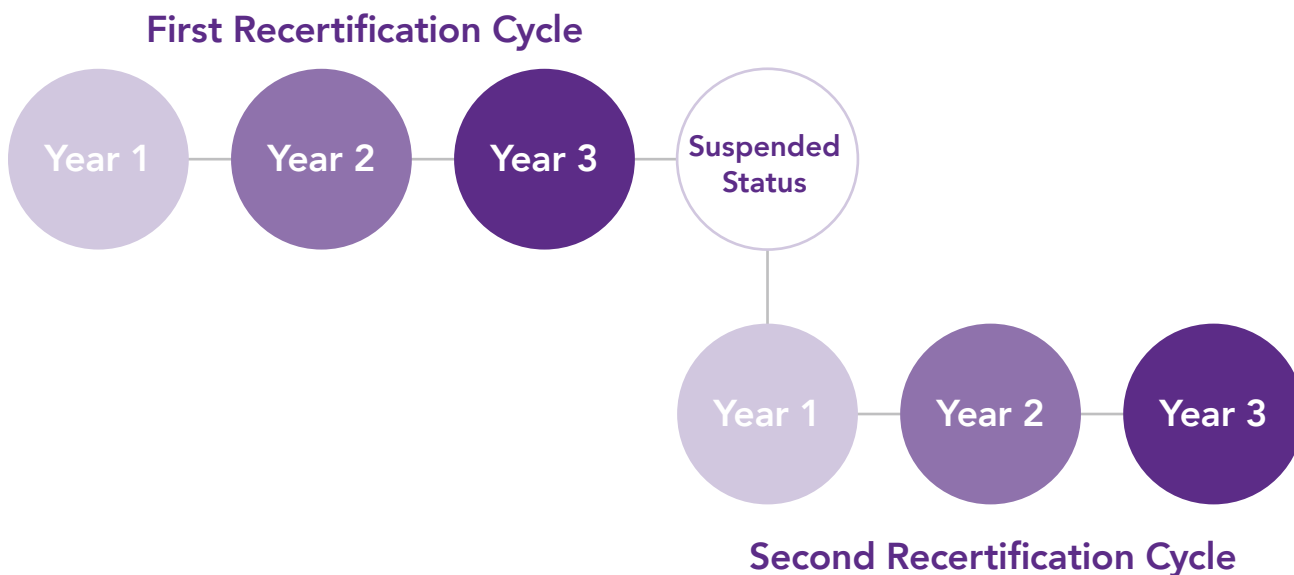 First Recertification Cycle
Year 1
Year 2
Year 3
Suspended
Status
Year 1
Year 2
Year 3
Second Recertification Cycle